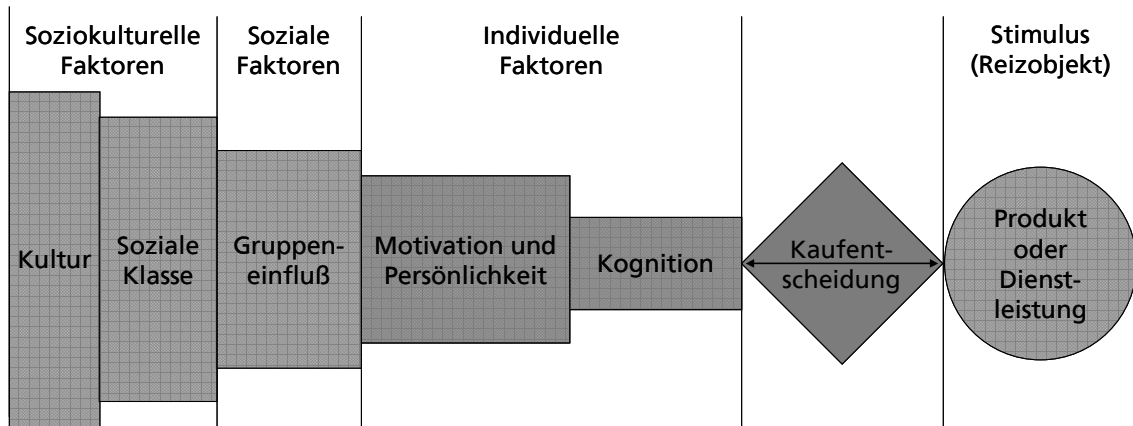 Soziokulturelle
Faktoren
Soziale
Faktoren
Individuelle
Faktoren
Stimulus
(Reizobjekt)
Kultur
Soziale
Klasse
Gruppen-
einfluß
Motivation und
Persönlichkeit
Kognition
Kaufent-
scheidung
Produkt
oder
Dienst-
leistung